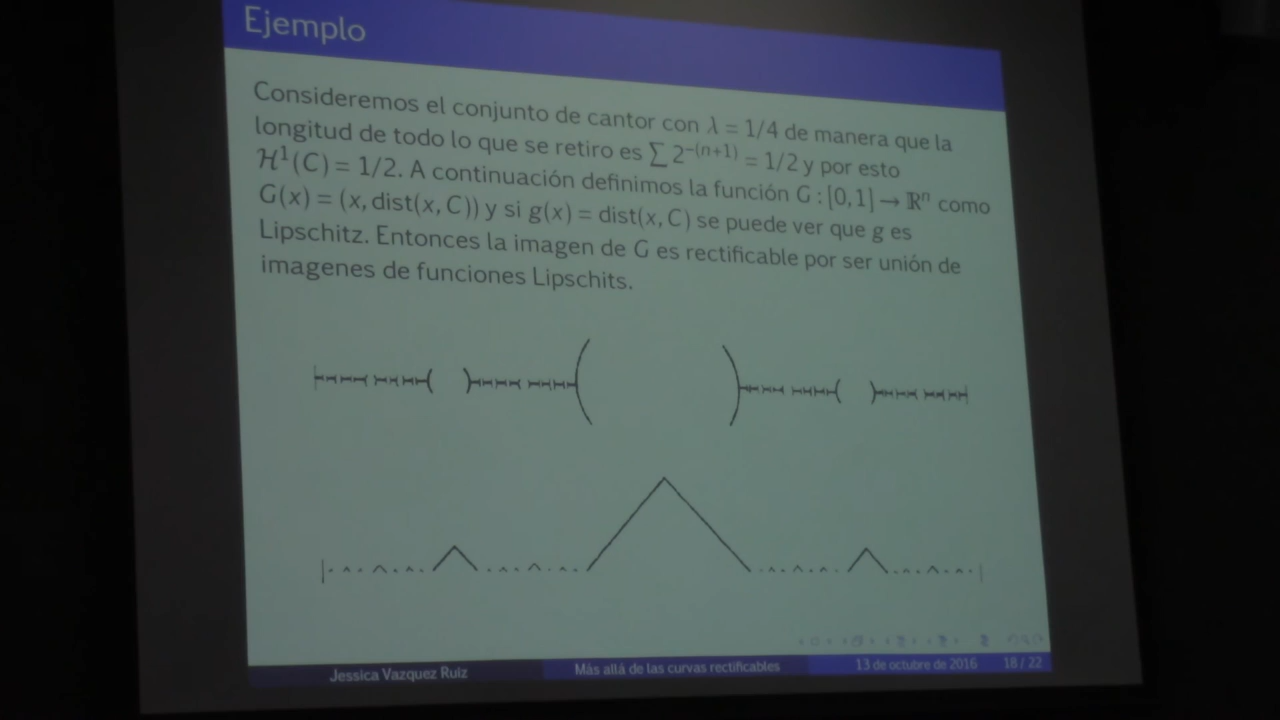 Ejemplo
Consideremos el conjunto de cantor con λ = 1/4 de manera que la
longitud de todo lo que se retiro es ∑ 2^{-(n+1)} = 1/2 y por esto
ℋ¹(C) = 1/2. A continuación definimos la función G : [0,1] → ℝⁿ como
G(x) = (x, dist(x, C)) y si g(x) = dist(x, C) se puede ver que g es
Lipschitz. Entonces la imagen de G es rectificable por ser unión de
imagenes de funciones Lipschits.
Jessica Vazquez Ruiz Más allá de las curvas rectificables 13 de octubre de 2016 18 / 22